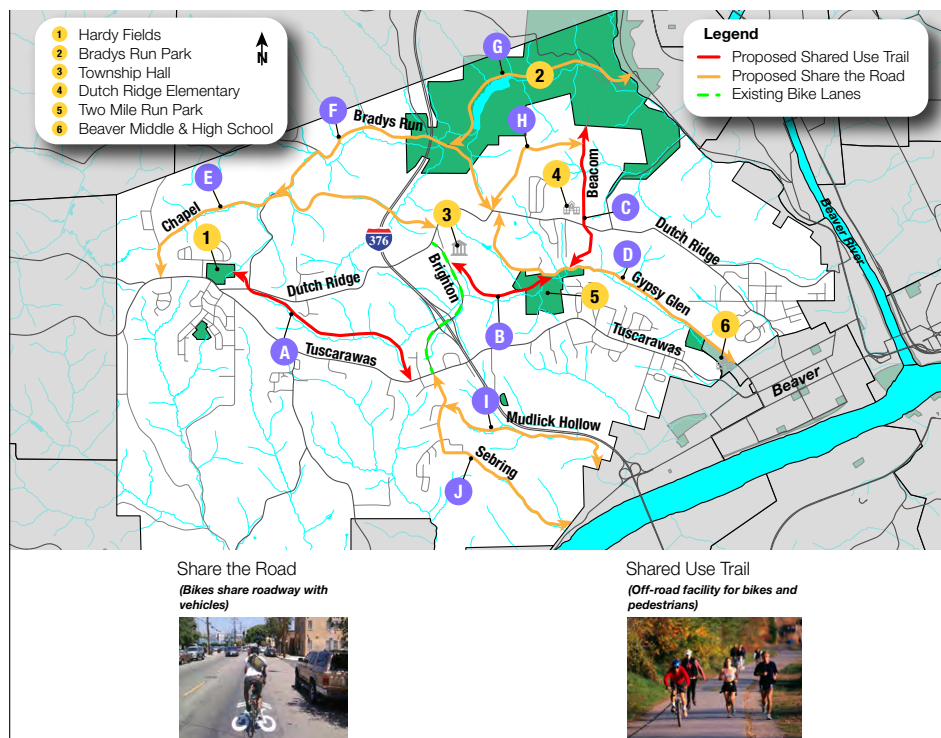 1 Hardy Fields
2 Bradys Run Park
3 Township Hall
4 Dutch Ridge Elementary
5 Two Mile Run Park
6 Beaver Middle & High School
N
Legend
Proposed Shared Use Trail
Proposed Share the Road
Existing Bike Lanes
G
2
F
Bradys Run
H
4
Beacom
E
Chapel
C
3
376
Beaver River
1
Dutch Ridge
Brighton
D
Dutch Ridge
Gypsy Glen
5
B
A
Tuscarawas
Tuscarawas
6
Beaver
I
Mudlick Hollow
Sebring
J
Share the Road
(Bikes share roadway with
vehicles)
Shared Use Trail
(Off-road facility for bikes and
pedestrians)